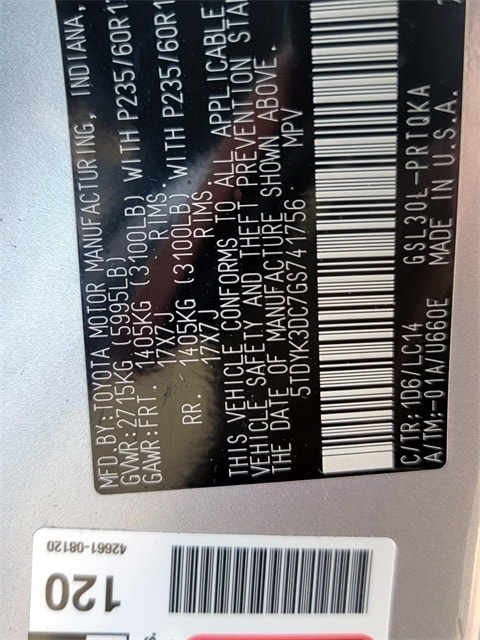 MFD.BY:TOYOTA MOTOR MANUFACTURING, INDIANA,
GVWR:2715KG (5995LB)
GAWR:FRT. 1405KG (3100LB) WITH P235/60R17
17X7J RIMS.
RR. 1405KG (3100LB) WITH P235/60R1
17X7J RIMS.
THIS VEHICLE CONFORMS TO ALL APPLICABLE
VEHICLE SAFETY AND THEFT PREVENTION STA
THE DATE OF MANUFACTURE SHOWN ABOVE.
5TDYK3DC7GS741756 MPV
C/TR:1D6/LC14 GSL30L-PRTQKA
A/TM:-01A/U660E MADE IN U.S.A.
42661-08120
120